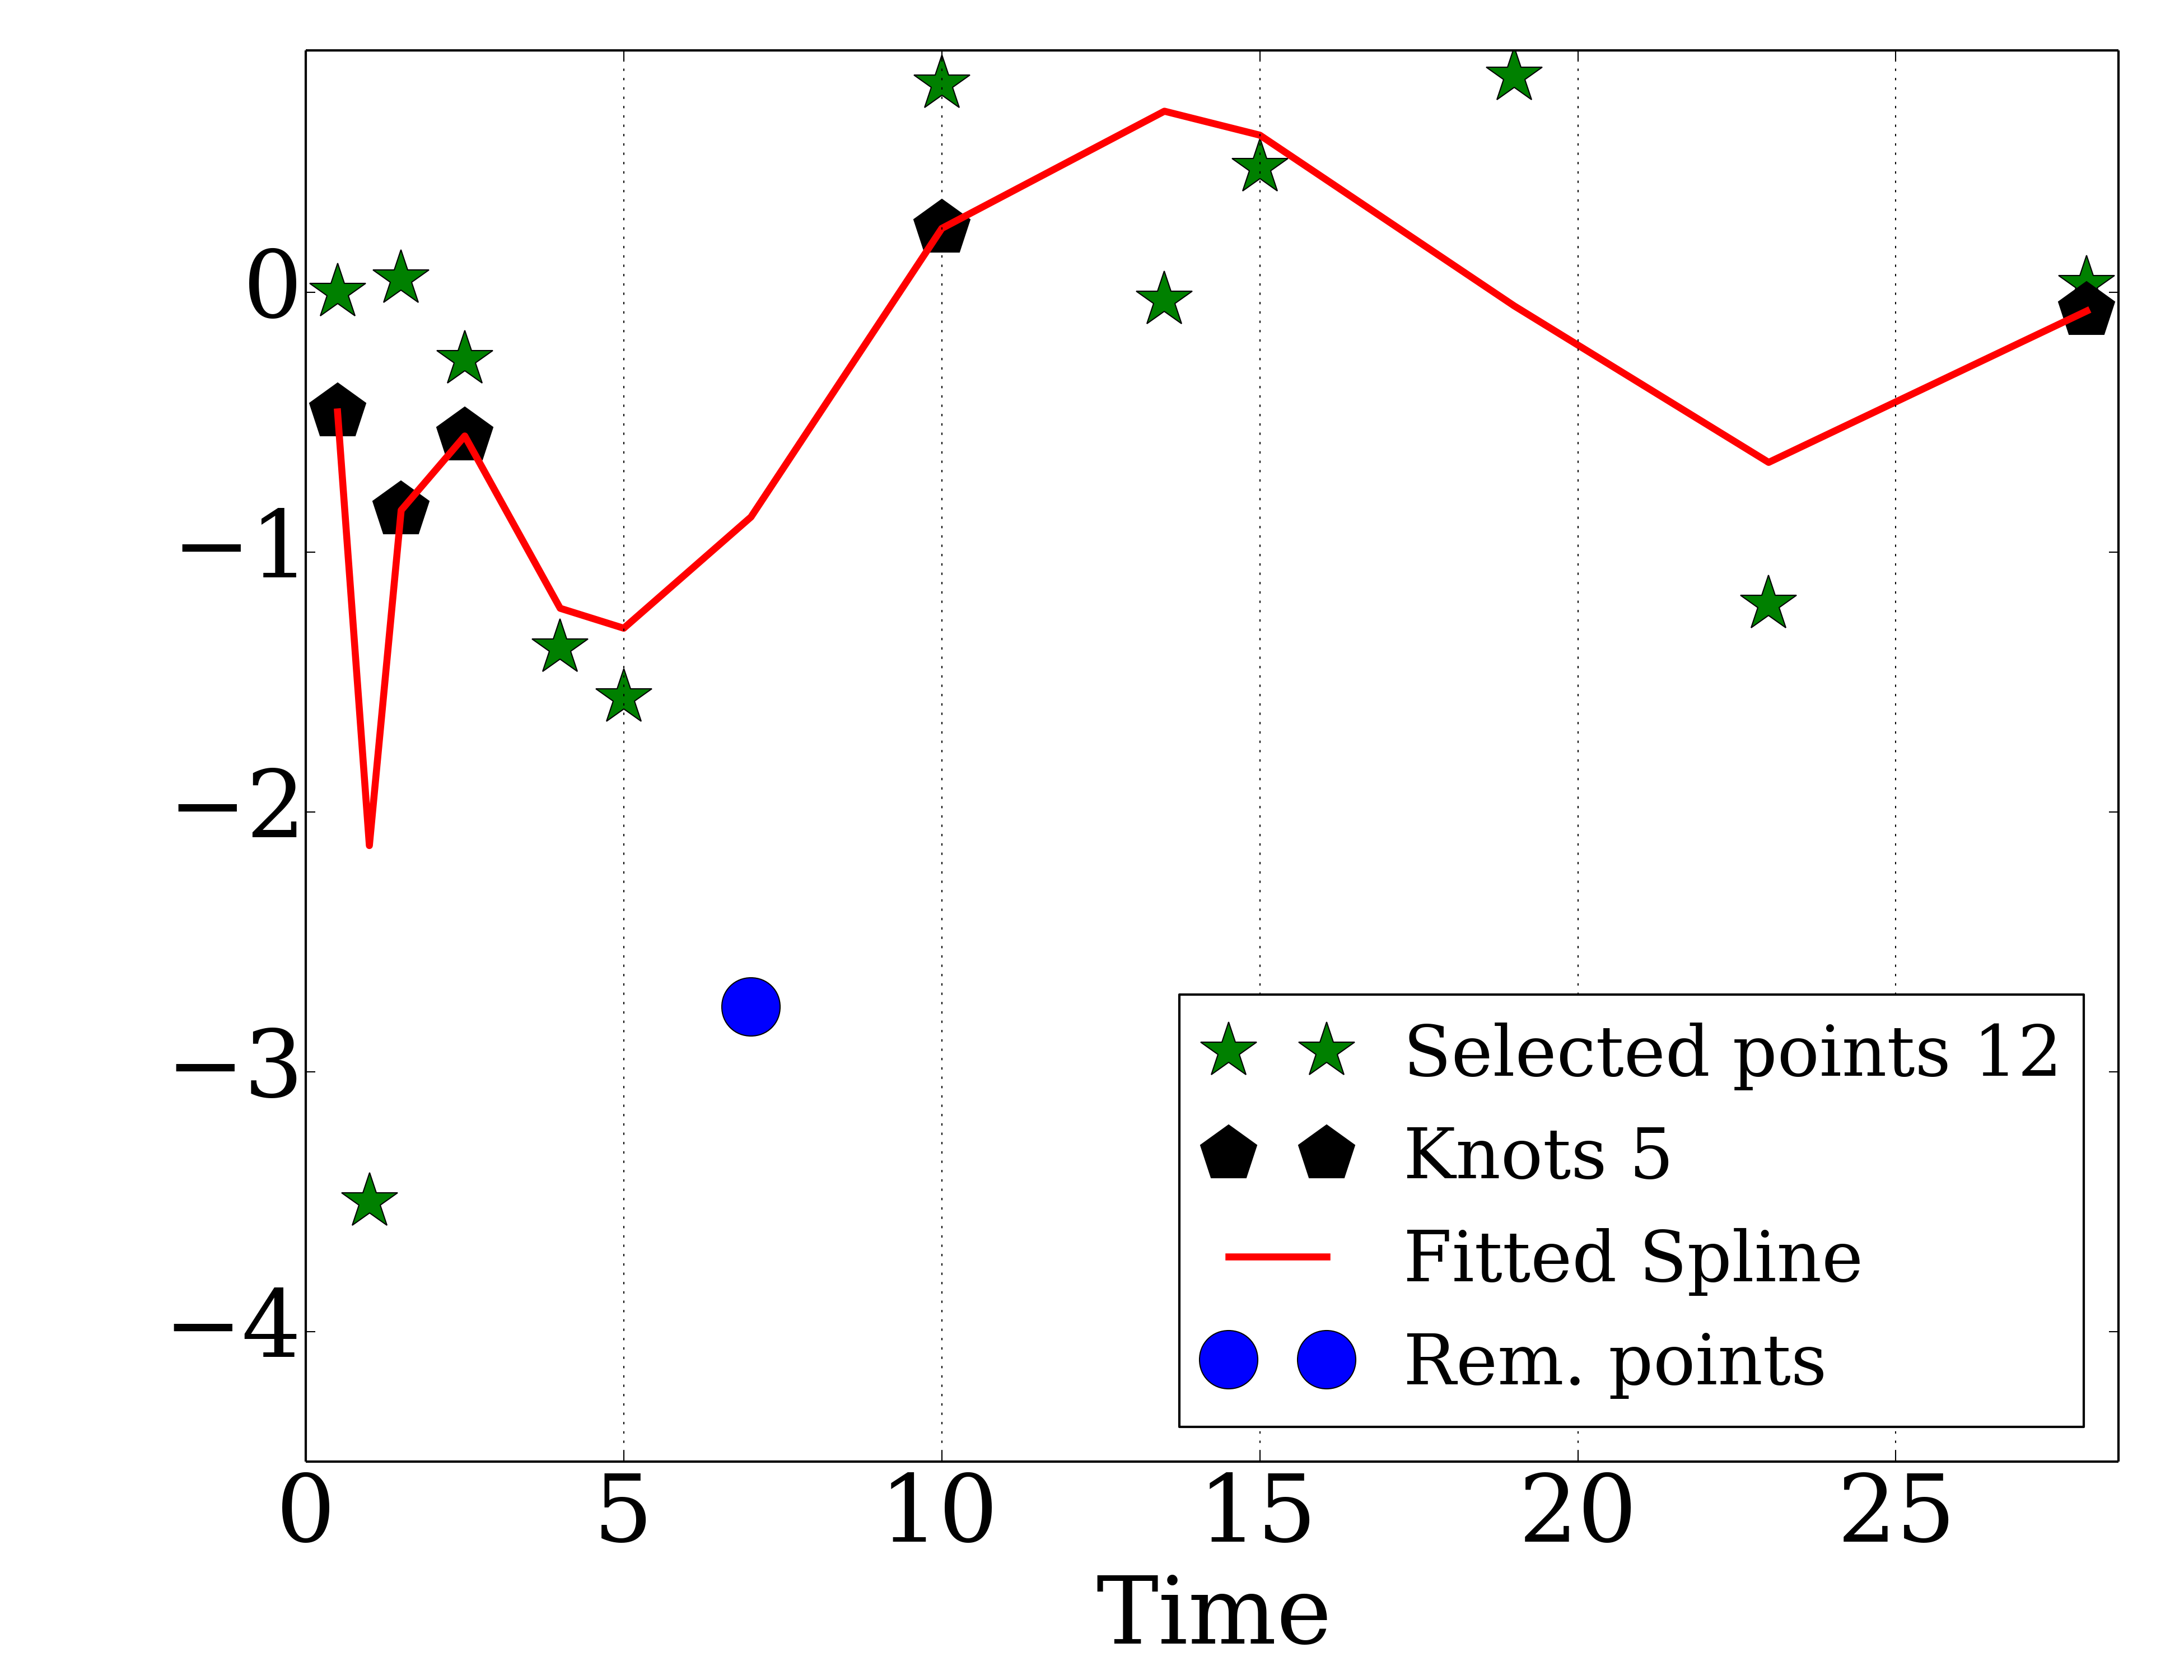 0
−1
−2
−3
−4
Selected points 12
Knots 5
Fitted Spline
Rem. points
0 5 10 15 20 25
Time